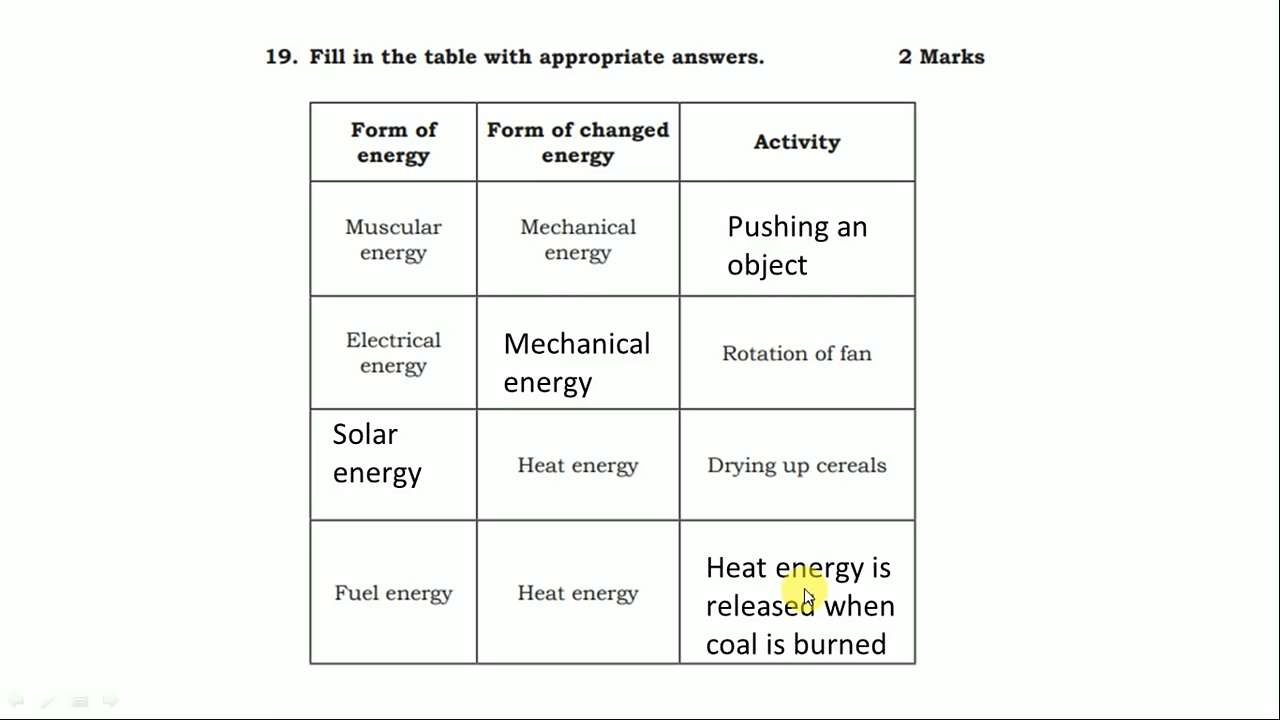 19. Fill in the table with appropriate answers. 2 Marks
Form of energy
Form of changed energy
Activity
Muscular energy
Mechanical energy
Pushing an object
Electrical energy
Mechanical energy
Rotation of fan
Solar energy
Heat energy
Drying up cereals
Fuel energy
Heat energy
Heat energy is released when coal is burned